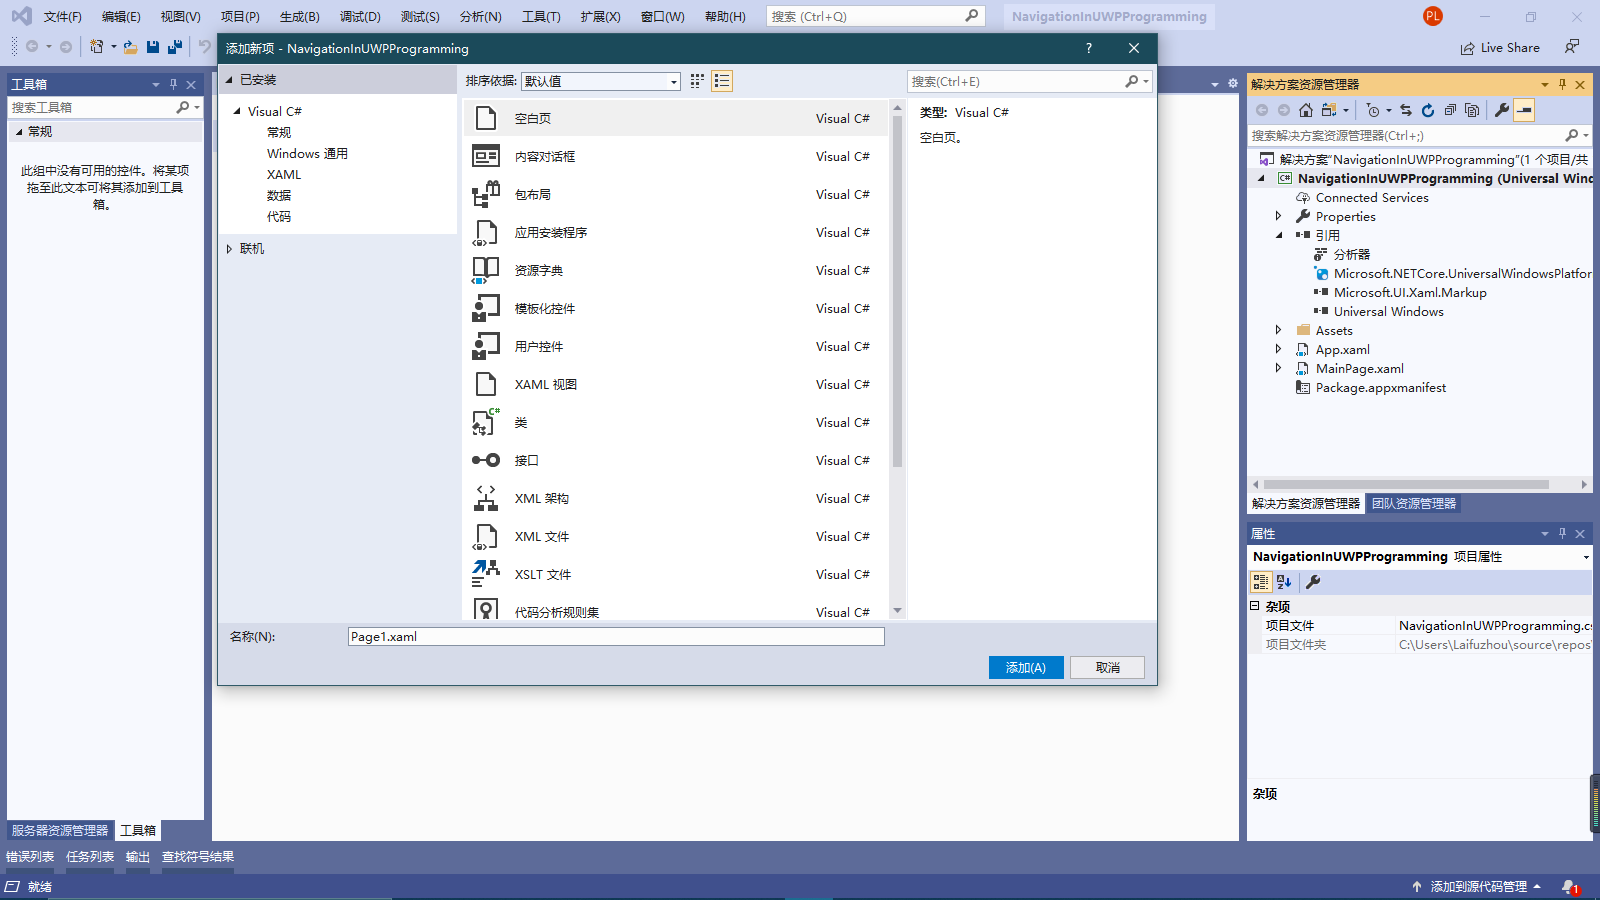 文件(F) 编辑(E) 视图(V) 项目(P) 生成(B) 调试(D) 测试(S) 分析(N) 工具(T) 扩展(X) 窗口(W) 帮助(H) 搜索 (Ctrl+Q) NavigationInUWPProgramming PL
Live Share
添加新项 - NavigationInUWPProgramming ?
已安装
Visual C#
常规
Windows 通用
XAML
数据
代码
联机
排序依据: 默认值
搜索(Ctrl+E)
空白页 Visual C#
内容对话框 Visual C#
包布局 Visual C#
应用安装程序 Visual C#
资源字典 Visual C#
模板化控件 Visual C#
用户控件 Visual C#
XAML 视图 Visual C#
类 Visual C#
接口 Visual C#
XML 架构 Visual C#
XML 文件 Visual C#
XSLT 文件 Visual C#
代码分析规则集 Visual C#
类型: Visual C#
空白页。
名称(N): Page1.xaml
添加(A) 取消
工具箱
搜索工具箱
常规
此组中没有可用的控件。将某项
拖至此文本可将其添加到工具
箱。
服务器资源管理器 工具箱
错误列表 任务列表 输出 查找符号结果
就绪
解决方案资源管理器
搜索解决方案资源管理器(Ctrl+;)
解决方案"NavigationInUWPProgramming"(1 个项目/共
C# NavigationInUWPProgramming (Universal Wind
Connected Services
Properties
引用
分析器
Microsoft.NETCore.UniversalWindowsPlatfor
Microsoft.UI.Xaml.Markup
Universal Windows
Assets
App.xaml
MainPage.xaml
Package.appxmanifest
解决方案资源管理器 团队资源管理器
属性
NavigationInUWPProgramming 项目属性
杂项
项目文件 NavigationInUWPProgramming.cs
项目文件夹 C:\Users\Laifuzhou\source\repos\
杂项
添加到源代码管理 1